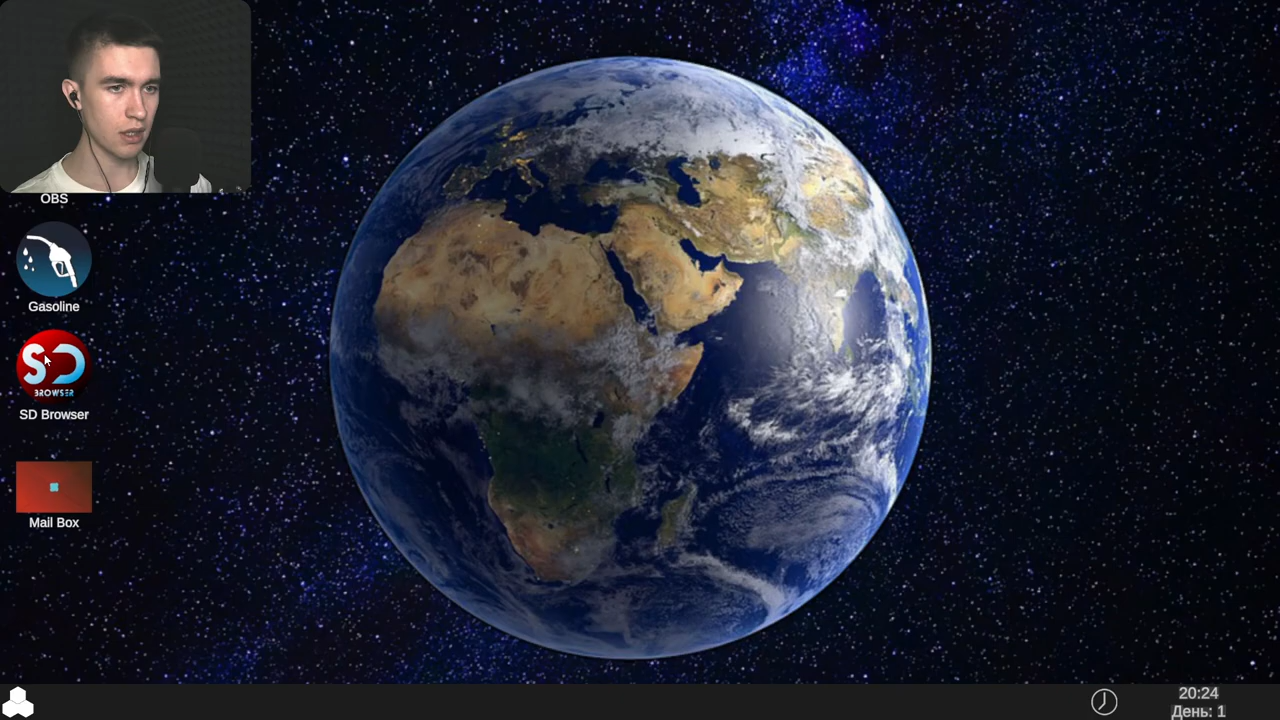 OBS
Gasoline
SD
BROWSER
SD Browser
Mail Box
20:24
День: 1